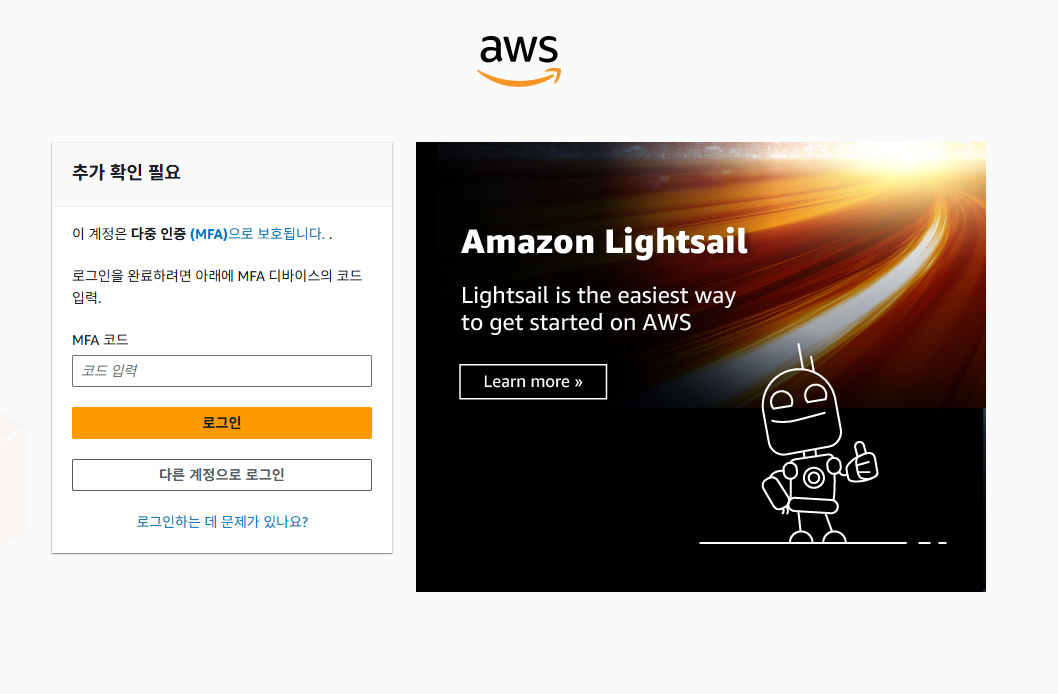 aws
추가 확인 필요
이 계정은 다중 인증 (MFA)으로 보호됩니다. .
로그인을 완료하려면 아래에 MFA 디바이스의 코드
입력.
MFA 코드
코드 입력
로그인
다른 계정으로 로그인
로그인하는 데 문제가 있나요?
Amazon Lightsail
Lightsail is the easiest way
to get started on AWS
Learn more »